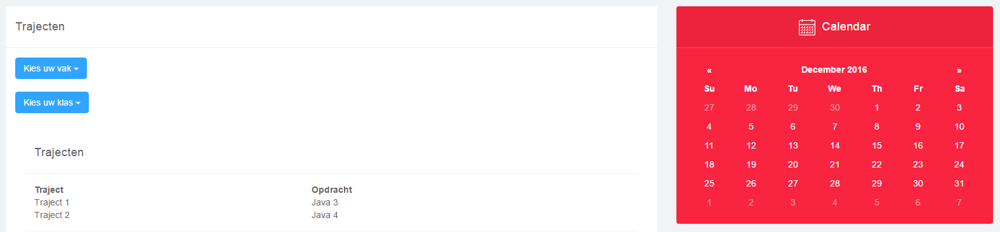 Trajecten
Kies uw vak
Kies uw klas
Trajecten
Traject Opdracht
Traject 1 Java 3
Traject 2 Java 4
Calendar
« December 2016 »
Su Mo Tu We Th Fr Sa
27 28 29 30 1 2 3
4 5 6 7 8 9 10
11 12 13 14 15 16 17
18 19 20 21 22 23 24
25 26 27 28 29 30 31
1 2 3 4 5 6 7